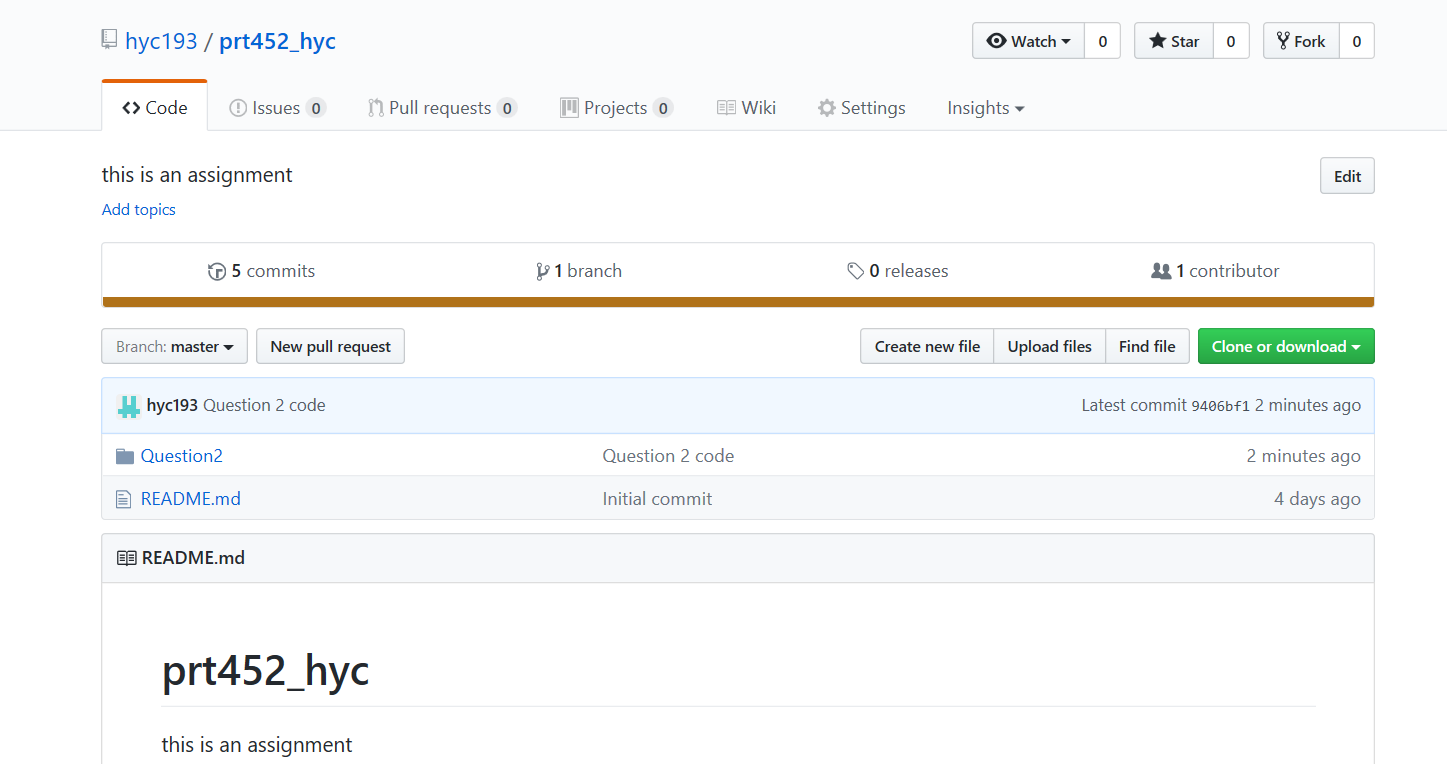 hyc193 / prt452_hyc Watch 0 Star 0 Fork 0
Code Issues 0 Pull requests 0 Projects 0 Wiki Settings Insights
this is an assignment Edit
Add topics
5 commits 1 branch 0 releases 1 contributor
Branch: master New pull request Create new file Upload files Find file Clone or download
hyc193 Question 2 code Latest commit 9406bf1 2 minutes ago
Question2 Question 2 code 2 minutes ago
README.md Initial commit 4 days ago
README.md
prt452_hyc
this is an assignment